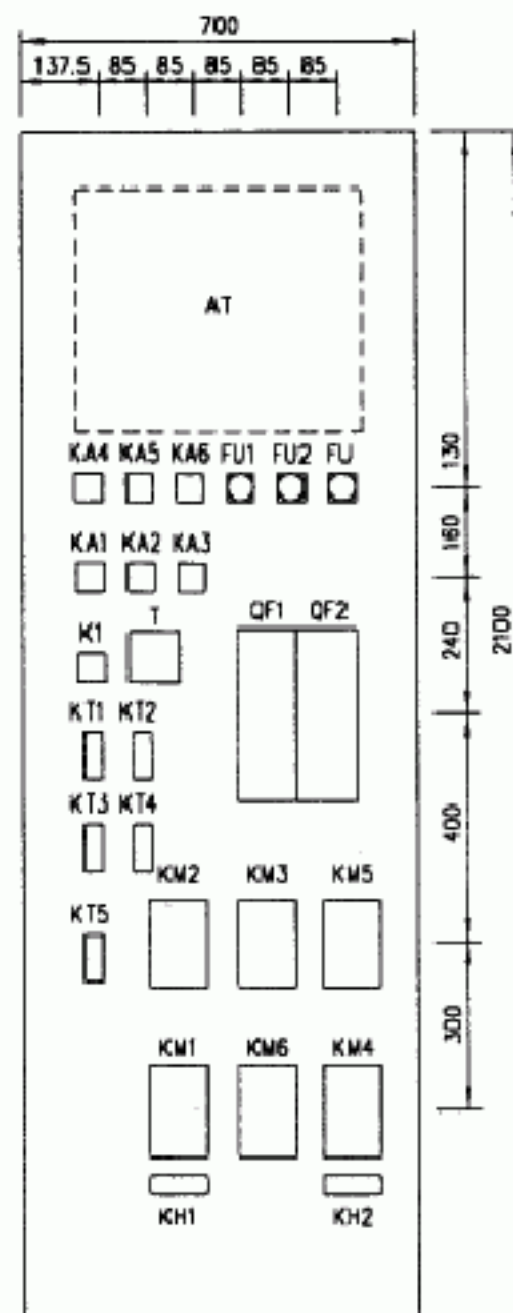 700
137.5 85 85 85 85 85
AT
KA4 KA5 KA6 FU1 FU2 FU
130
160
KA1 KA2 KA3
K1 T QF1 QF2
240
2100
KT1 KT2
KT3 KT4
400
KM2 KM3 KM5
KT5
300
KM1 KM6 KM4
KH1 KH2